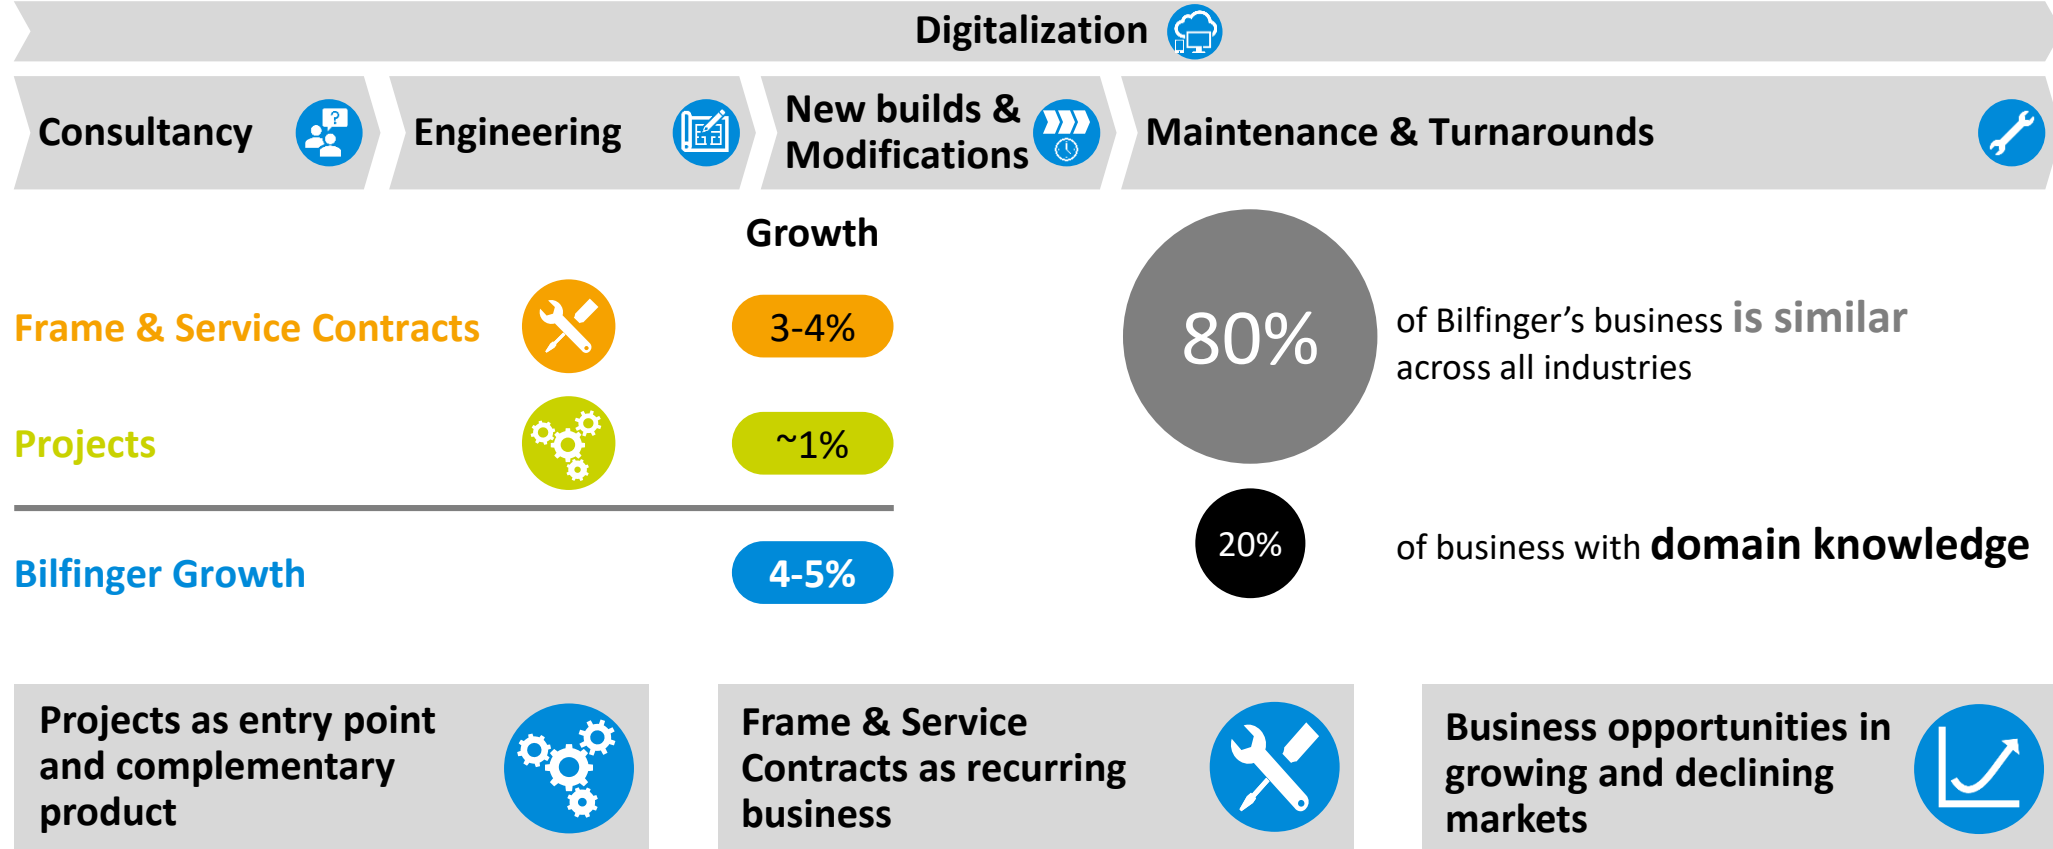 Digitalization
Consultancy
?
Engineering
New builds &
Modifications
Maintenance & Turnarounds
Growth
Frame & Service Contracts
3-4%
Projects
~1%
Bilfinger Growth
4-5%
80%
of Bilfinger’s business is similar
across all industries
20%
of business with domain knowledge
Projects as entry point
and complementary
product
Frame & Service
Contracts as recurring
business
Business opportunities in
growing and declining
markets